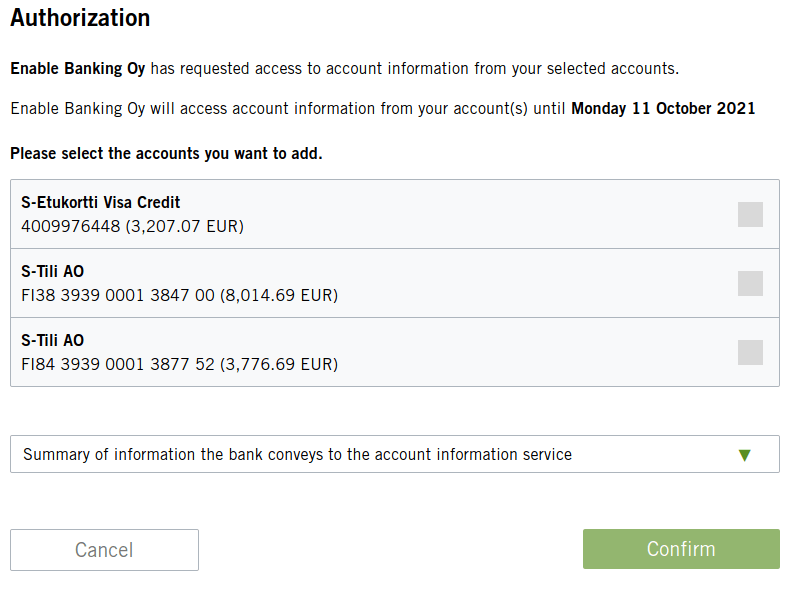 Authorization
Enable Banking Oy has requested access to account information from your selected accounts.
Enable Banking Oy will access account information from your account(s) until Monday 11 October 2021
Please select the accounts you want to add.
S-Etukortti Visa Credit
4009976448 (3,207.07 EUR)
S-Tili AO
FI38 3939 0001 3847 00 (8,014.69 EUR)
S-Tili AO
FI84 3939 0001 3877 52 (3,776.69 EUR)
Summary of information the bank conveys to the account information service
Cancel
Confirm